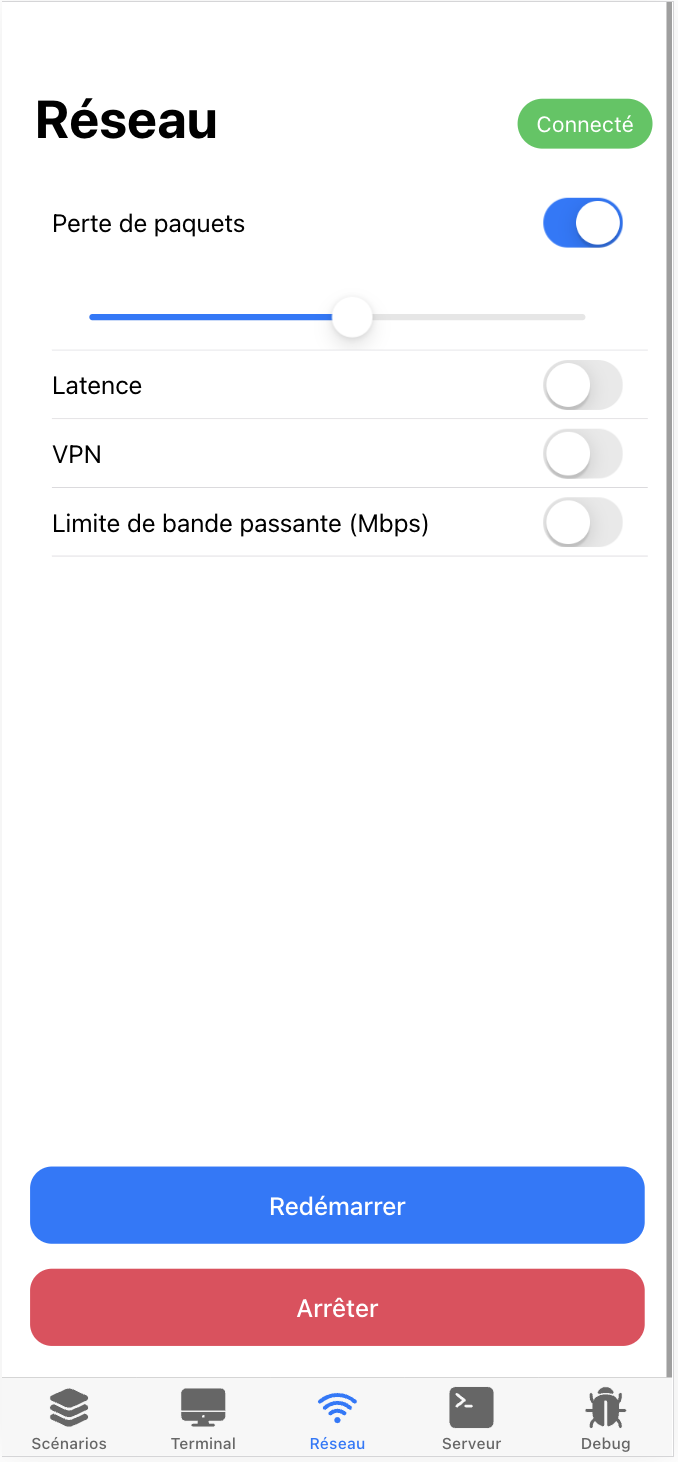 Réseau
Connecté
Perte de paquets
Latence
VPN
Limite de bande passante (Mbps)
Redémarrer
Arrêter
Scénarios
Terminal
Réseau
Serveur
Debug